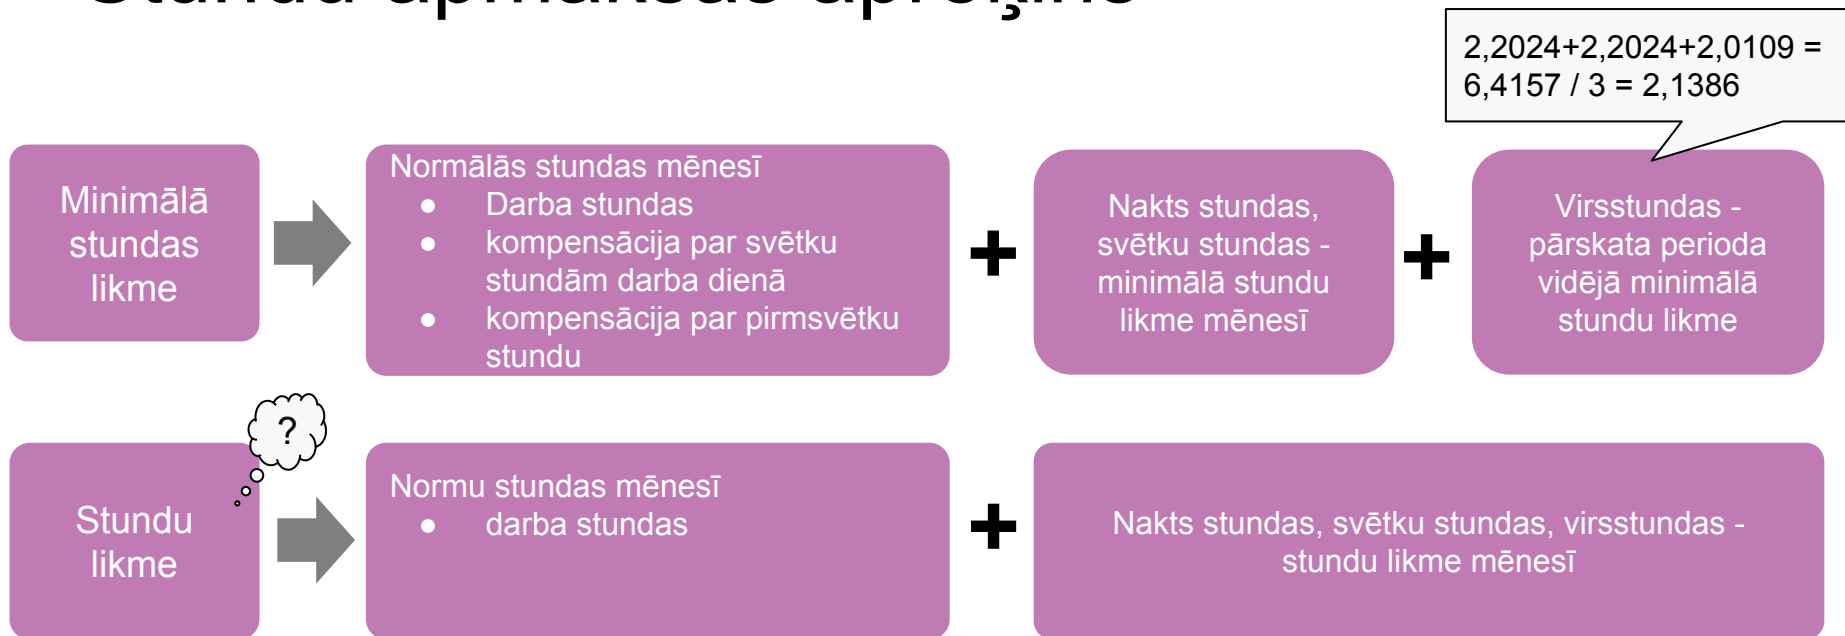 Stundu apmaksas aprēķins
2,2024+2,2024+2,0109 =
6,4157 / 3 = 2,1386
Minimālā
stundas
likme
Normālās stundas mēnesī
● Darba stundas
● kompensācija par svētku
stundām darba dienā
● kompensācija par pirmsvētku
stundu
+
Nakts stundas,
svētku stundas -
minimālā stundu
likme mēnesī
+
Virsstundas -
pārskata perioda
vidējā minimālā
stundu likme
?
Stundu
likme
Normu stundas mēnesī
● darba stundas
+
Nakts stundas, svētku stundas, virsstundas -
stundu likme mēnesī